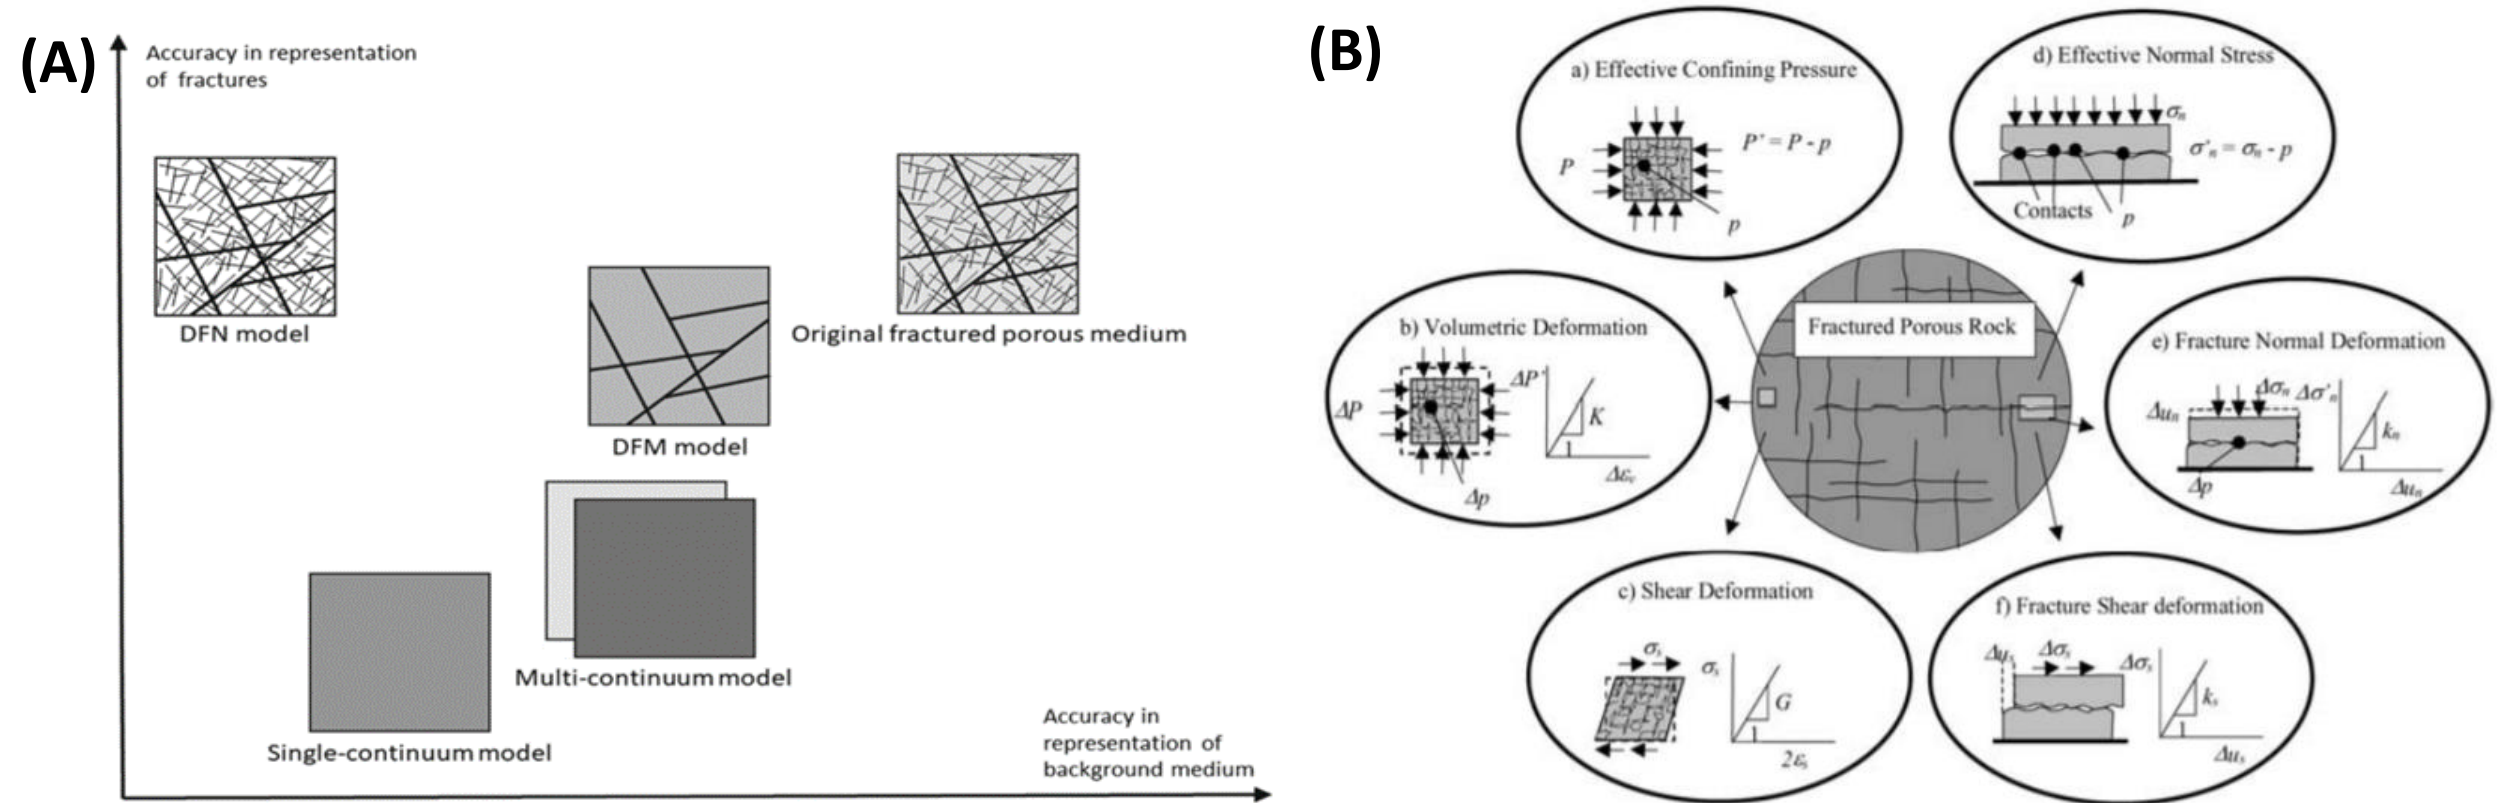 (A)
Accuracy in representation
of fractures
DFN model
Original fractured porous medium
DFM model
Multi-continuum model
Single-continuum model
Accuracy in
representation of
background medium
(B)
a) Effective Confining Pressure
P
P' = P - p
p
d) Effective Normal Stress
σn
σ'n = σn - p
Contacts
p
b) Volumetric Deformation
ΔP
ΔP'
K
1
Δεv
Δp
Fractured Porous Rock
e) Fracture Normal Deformation
Δσn
Δσ'n
Δun
kn
1
Δp
Δun
c) Shear Deformation
σs
σs
G
1
2εs
f) Fracture Shear deformation
Δus
Δσs
Δσs
ks
1
Δus